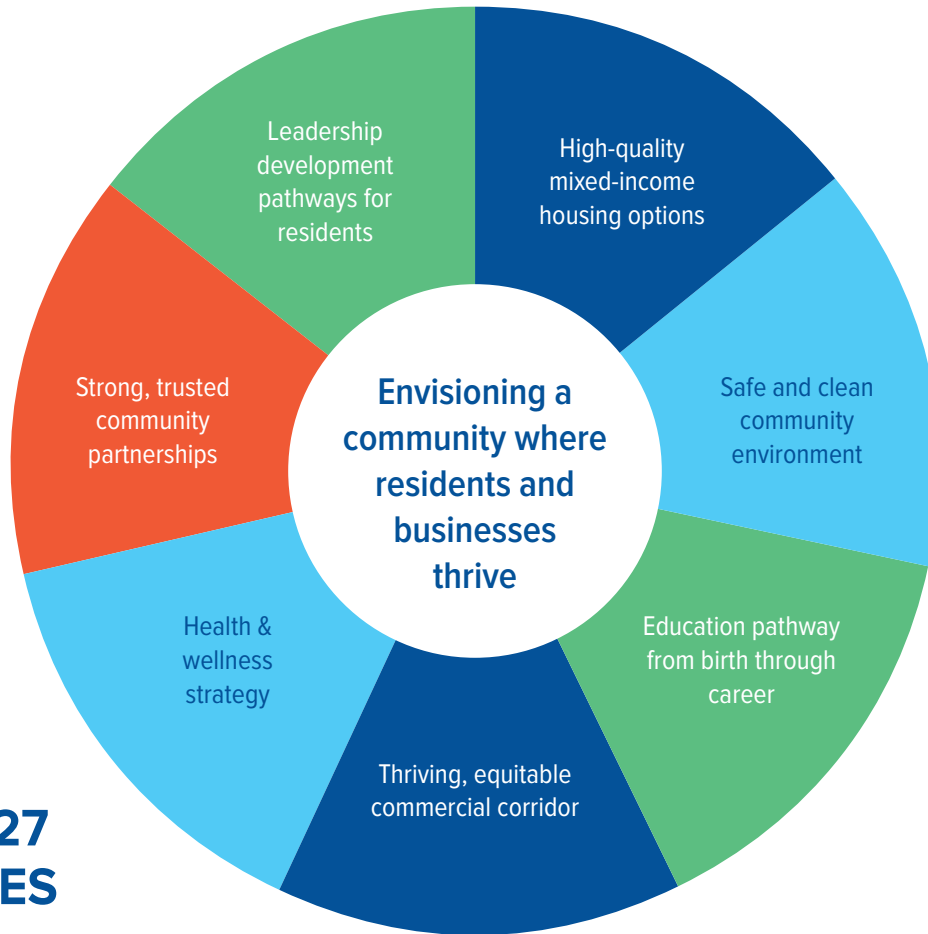 Leadership
development
pathways for
residents
High-quality
mixed-income
housing options
Strong, trusted
community
partnerships
Envisioning a
community where
residents and
businesses
thrive
Safe and clean
community
environment
Health &
wellness
strategy
Education pathway
from birth through
career
Thriving, equitable
commercial corridor
27
ES